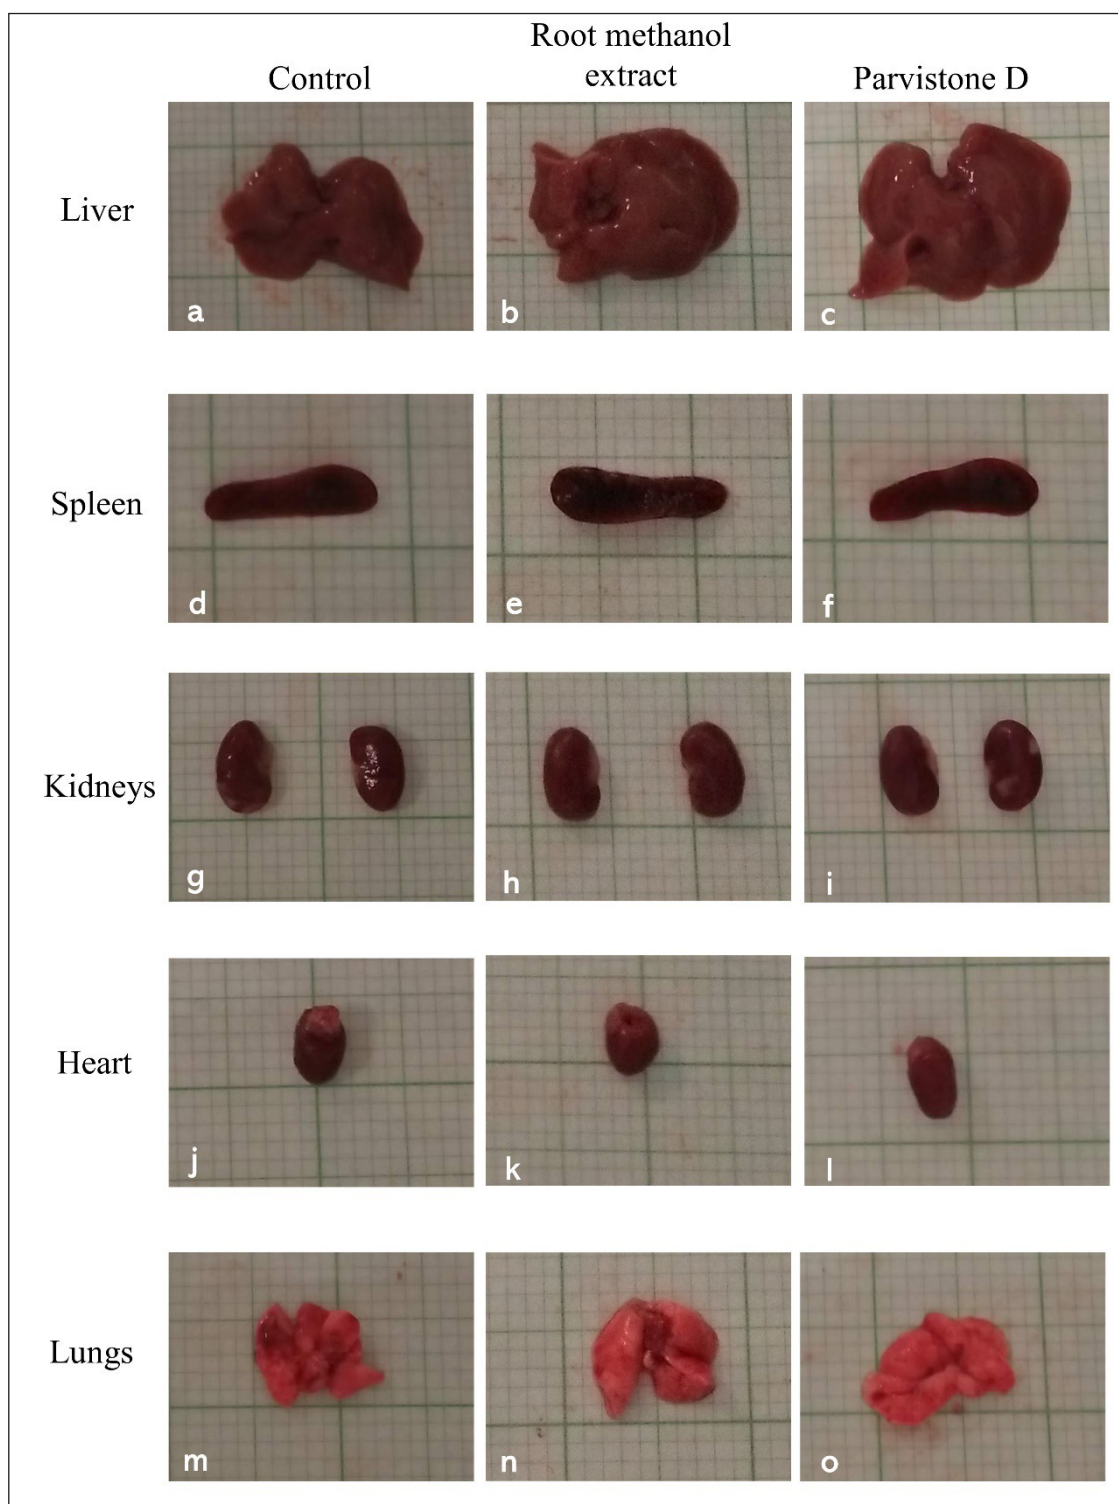 Root methanol
extract
Control
Parvistone D
Liver
a
b
c
Spleen
d
e
f
Kidneys
g
h
i
Heart
j
k
l
Lungs
m
n
o